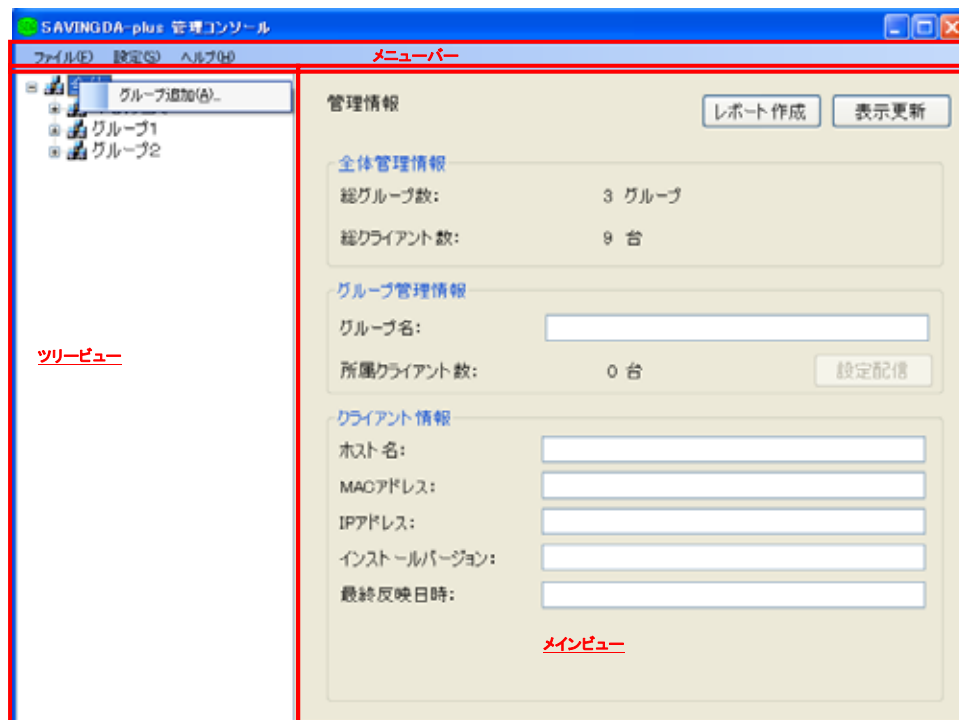 SAVINGDA-plus 管理コンソール
ファイル(F) 設定(S) ヘルプ(H)
メニューバー
グループ追加(A)...
グループ1
グループ2
ツリービュー
管理情報
レポート作成
表示更新
全体管理情報
総グループ数: 3 グループ
総クライアント数: 9 台
グループ管理情報
グループ名:
所属クライアント数: 0 台
設定配信
クライアント情報
ホスト名:
MACアドレス:
IPアドレス:
インストールバージョン:
最終反映日時:
メインビュー